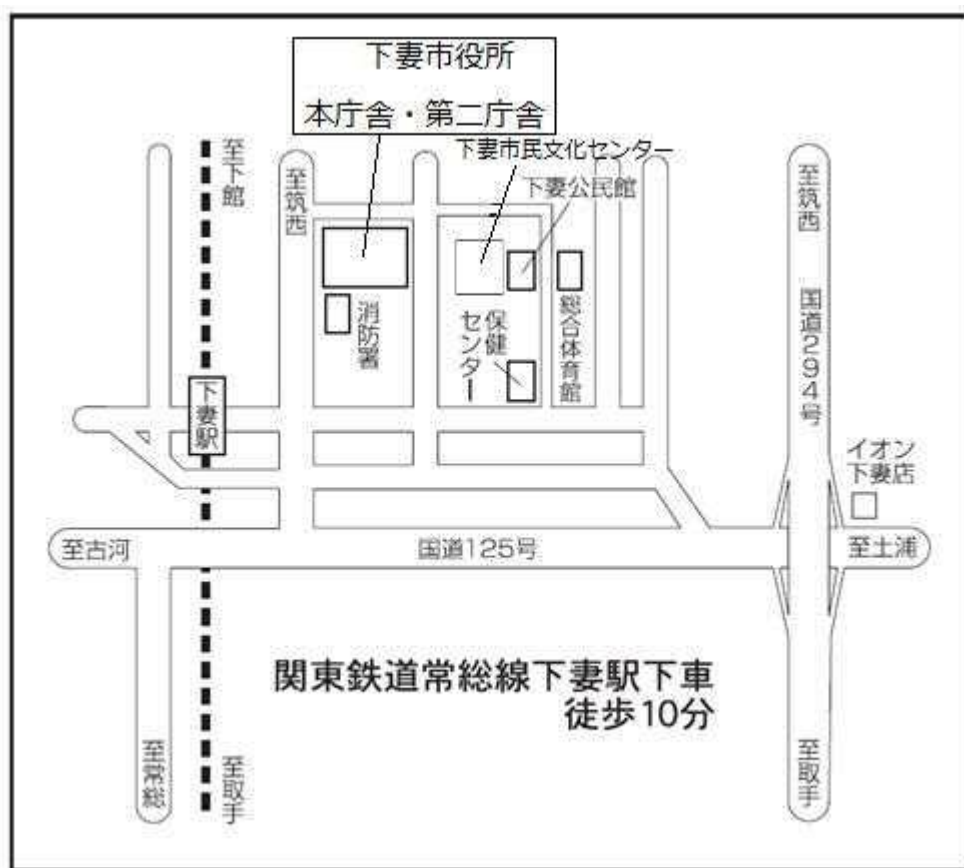 下妻市役所
本庁舎・第二庁舎
下妻市民文化センター
下妻公民館
至下館
至筑西
至筑西
消防署
保健
センター
総合体育館
国道294号
下妻駅
イオン
下妻店
至古河
国道125号
至土浦
関東鉄道常総線下妻駅下車
徒歩10分
至常総
至取手
至取手